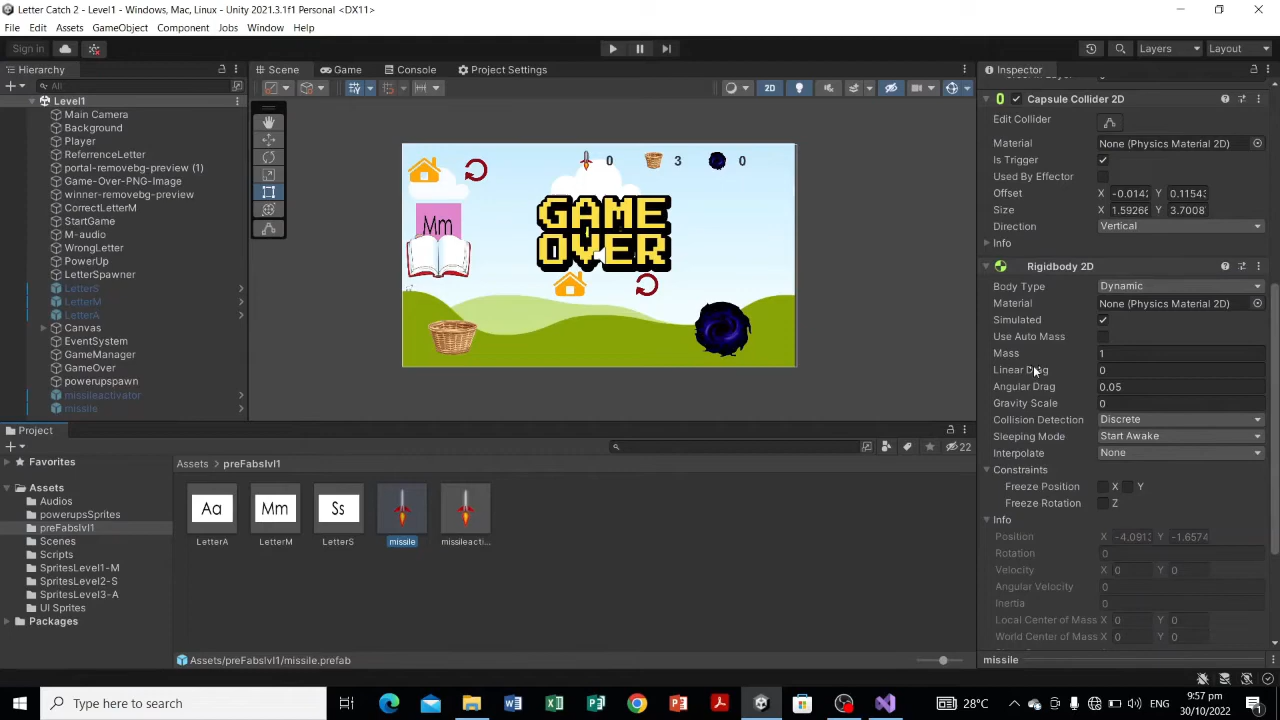 Letter Catch 2 - Level1 - Windows, Mac, Linux - Unity 2021.3.1f1 Personal <DX11>
File Edit Assets GameObject Component Jobs Window Help
Sign in Layers Layout
Hierarchy Scene Game Console Project Settings Inspector
All
2D
Level1
Main Camera
Background
Player
ReferrenceLetter
portal-removebg-preview (1)
Game-Over-PNG-Image
winner-removebg-preview
CorrectLetterM
StartGame
M-audio
WrongLetter
PowerUp
LetterSpawner
LetterS
LetterM
LetterA
Canvas
EventSystem
GameManager
GameOver
powerupspawn
missileactivator
missile
0 3 0
Mm
GAME
OVER
Capsule Collider 2D
Edit Collider
Material None (Physics Material 2D)
Is Trigger
Used By Effector
Offset X -0.0142 Y 0.11543
Size X 1.59266 Y 3.7008
Direction Vertical
Info
Rigidbody 2D
Body Type Dynamic
Material None (Physics Material 2D)
Simulated
Use Auto Mass
Mass 1
Linear Drag 0
Angular Drag 0.05
Gravity Scale 0
Collision Detection Discrete
Sleeping Mode Start Awake
Interpolate None
Constraints
Freeze Position X Y
Freeze Rotation Z
Info
Position X -4.0913 Y -1.6574
Rotation 0
Velocity X 0 Y 0
Angular Velocity 0
Inertia 0
Local Center of Mass X 0 Y 0
World Center of Mass X 0 Y 0
missile
Project
22
Favorites
Assets
Audios
powerupsSprites
preFabslvl1
Scenes
Scripts
SpritesLevel1-M
SpritesLevel2-S
SpritesLevel3-A
UI Sprites
Packages
Assets > preFabslvl1
Aa Mm Ss
LetterA LetterM LetterS missile missileacti...
Assets/preFabslvl1/missile.prefab
Type here to search
28°C
ENG
9:57 pm
30/10/2022
1